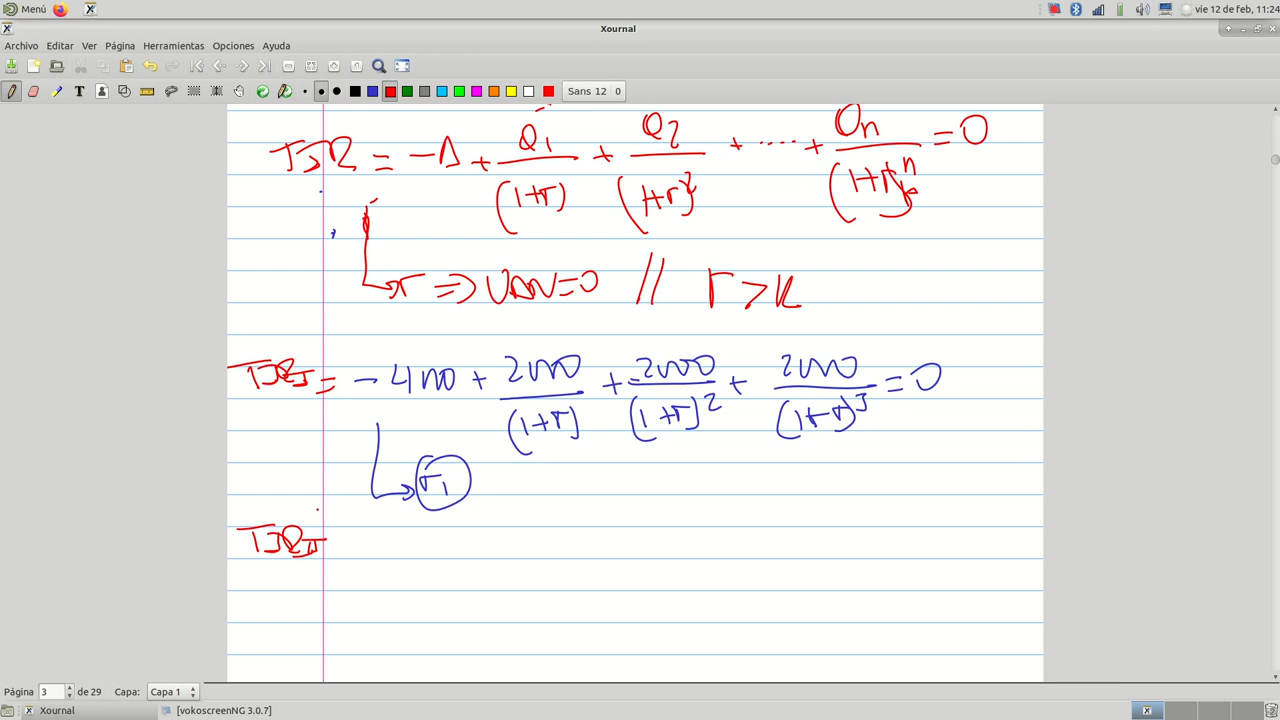 Menú
vie 12 de feb, 11:24
Xournal
Archivo Editar Ver Página Herramientas Opciones Ayuda
Sans 12 0
TIR = -A + Q1/(1+r) + Q2/(1+r)^2 + .... + Qn/(1+r)^n = 0
r => VAN=0 // r > k
TIR_I = -4000 + 2000/(1+r) + 2000/(1+r)^2 + 2000/(1+r)^3 = 0
r1
TIR_II
Página 3 de 29 Capa: Capa 1
Xournal [vokoscreenNG 3.0.7]